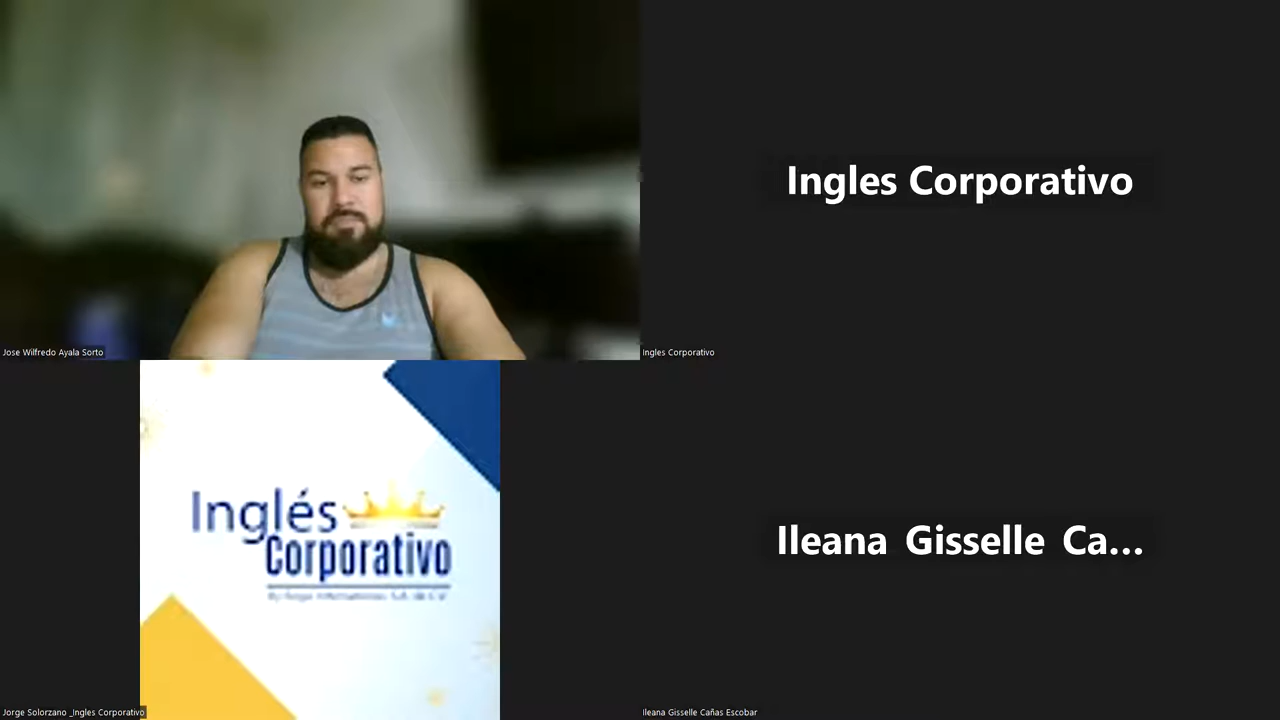 Ingles Corporativo
Jose Wilfredo Ayala Sorto
Ingles Corporativo
Inglés
Corporativo
Ileana Gisselle Ca...
Jorge Solorzano _Ingles Corporativo
Ileana Gisselle Cañas Escobar